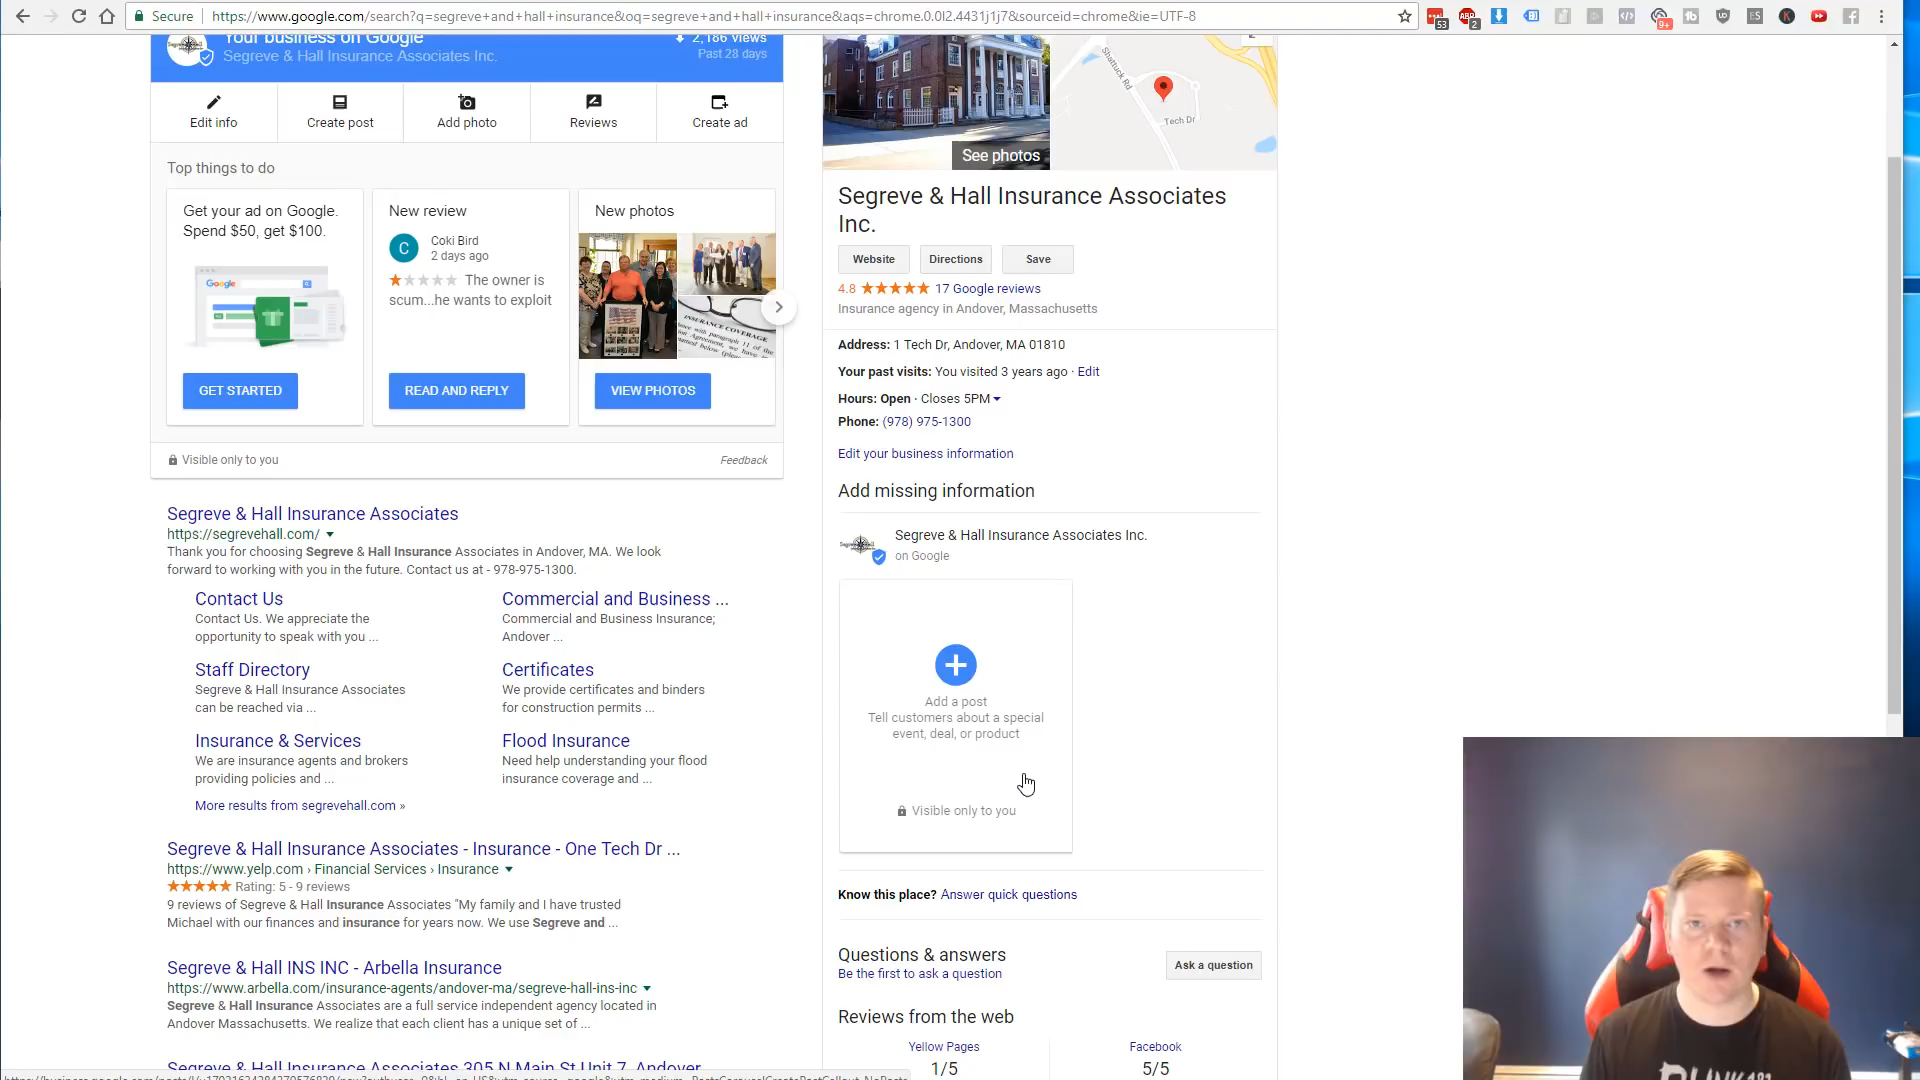 Secure https://www.google.com/search?q=segreve+and+hall+insurance&oq=segreve+and+hall+insurance&aqs=chrome.0.0l2.4431j1j7&sourceid=chrome&ie=UTF-8
53
2
9+
Your business on Google
Segreve & Hall Insurance Associates Inc.
2,186 views
Past 28 days
Edit info
Create post
Add photo
Reviews
Create ad
Top things to do
Get your ad on Google.
Spend $50, get $100.
Google
GET STARTED
New review
C
Coki Bird
2 days ago
The owner is
scum...he wants to exploit
READ AND REPLY
New photos
INSURANCE COVERAGE
VIEW PHOTOS
Visible only to you
Feedback
Segreve & Hall Insurance Associates
https://segrevehall.com/
Thank you for choosing Segreve & Hall Insurance Associates in Andover, MA. We look
forward to working with you in the future. Contact us at - 978-975-1300.
Contact Us
Contact Us. We appreciate the
opportunity to speak with you ...
Commercial and Business ...
Commercial and Business Insurance;
Andover ...
Staff Directory
Segreve & Hall Insurance Associates
can be reached via ...
Certificates
We provide certificates and binders
for construction permits ...
Insurance & Services
We are insurance agents and brokers
providing policies and ...
Flood Insurance
Need help understanding your flood
insurance coverage and ...
More results from segrevehall.com »
Segreve & Hall Insurance Associates - Insurance - One Tech Dr ...
https://www.yelp.com › Financial Services › Insurance
Rating: 5 - 9 reviews
9 reviews of Segreve & Hall Insurance Associates "My family and I have trusted
Michael with our finances and insurance for years now. We use Segreve and ...
Segreve & Hall INS INC - Arbella Insurance
https://www.arbella.com/insurance-agents/andover-ma/segreve-hall-ins-inc
Segreve & Hall Insurance Associates are a full service independent agency located in
Andover Massachusetts. We realize that each client has a unique set of ...
Segreve & Hall Insurance Associates 305 N Main St Unit 7, Andover
See photos
Shattuck Rd
Tech Dr
Segreve & Hall Insurance Associates
Inc.
Website
Directions
Save
4.8 17 Google reviews
Insurance agency in Andover, Massachusetts
Address: 1 Tech Dr, Andover, MA 01810
Your past visits: You visited 3 years ago · Edit
Hours: Open · Closes 5PM
Phone: (978) 975-1300
Edit your business information
Add missing information
Segreve & Hall Insurance Associates Inc.
on Google
Add a post
Tell customers about a special
event, deal, or product
Visible only to you
Know this place? Answer quick questions
Questions & answers
Be the first to ask a question
Ask a question
Reviews from the web
Yellow Pages
1/5
Facebook
5/5